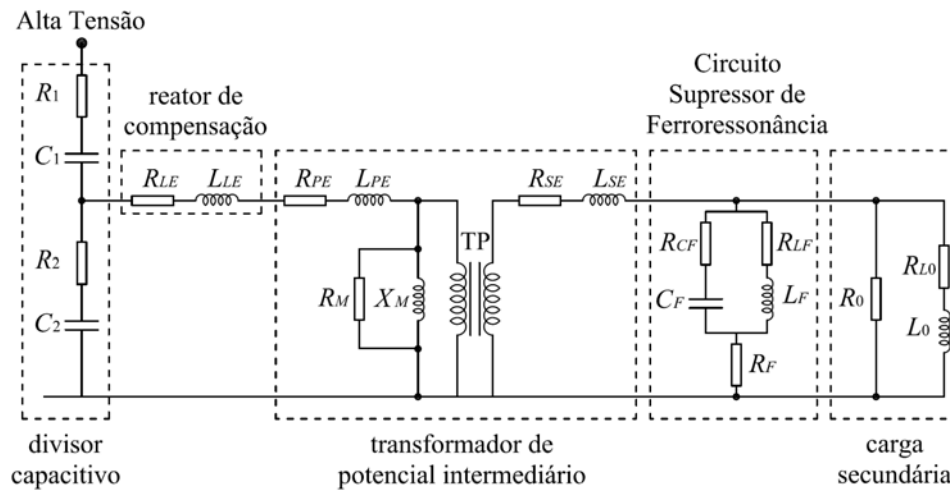 Alta Tensão
R1
C1
R2
C2
divisor
capacitivo
reator de
compensação
RLE
LLE
RPE
LPE
RM
XM
TP
RSE
LSE
transformador de
potencial intermediário
Circuito
Supressor de
Ferroressonância
RCF
RLF
CF
LF
RF
R0
RL0
L0
carga
secundária